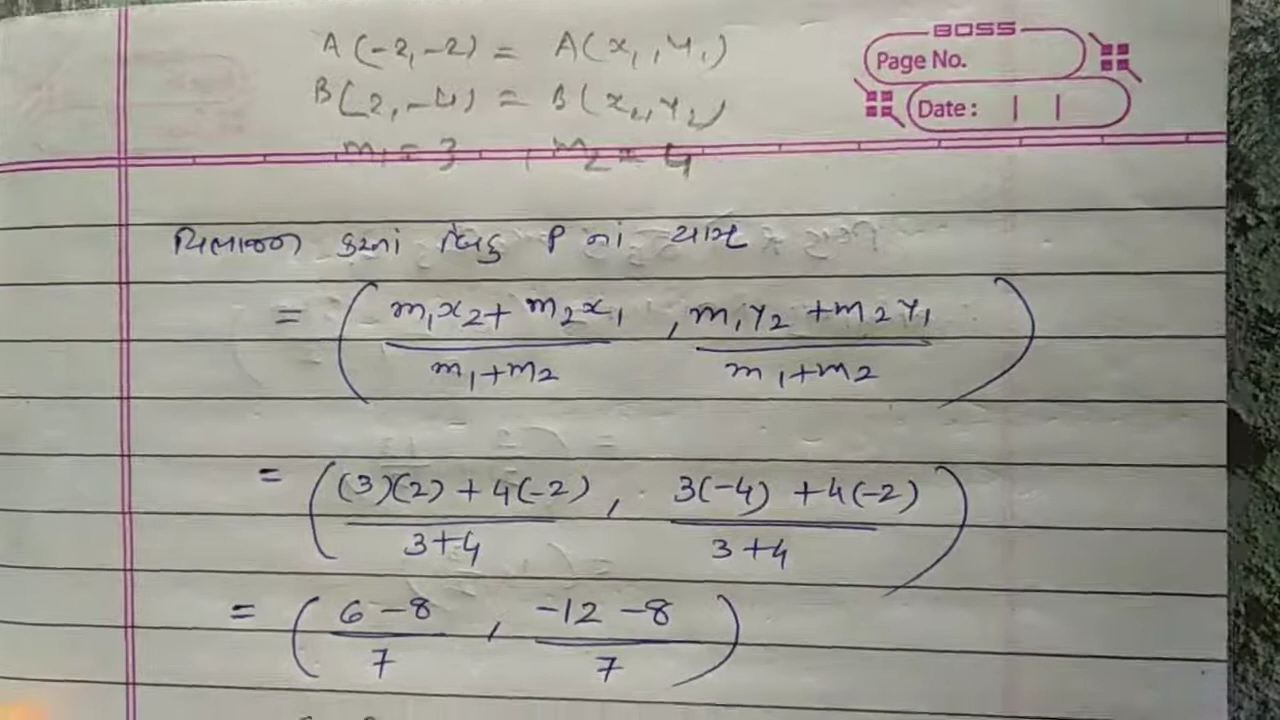 BOSS
Page No.
Date :
A (-2,-2) = A(x₁, y₁)
B(2,-4) = B(x₂, y₂)
m₁ = 3 , m₂ = 4
વિભાજન કરતાં બિંદુ P નાં યામ
= ( m₁x₂ + m₂x₁ / m₁+m₂ , m₁y₂ + m₂y₁ / m₁+m₂ )
= ( (3)(2) + 4(-2) / 3+4 , 3(-4) + 4(-2) / 3+4 )
= ( 6 - 8 / 7 , -12 - 8 / 7 )